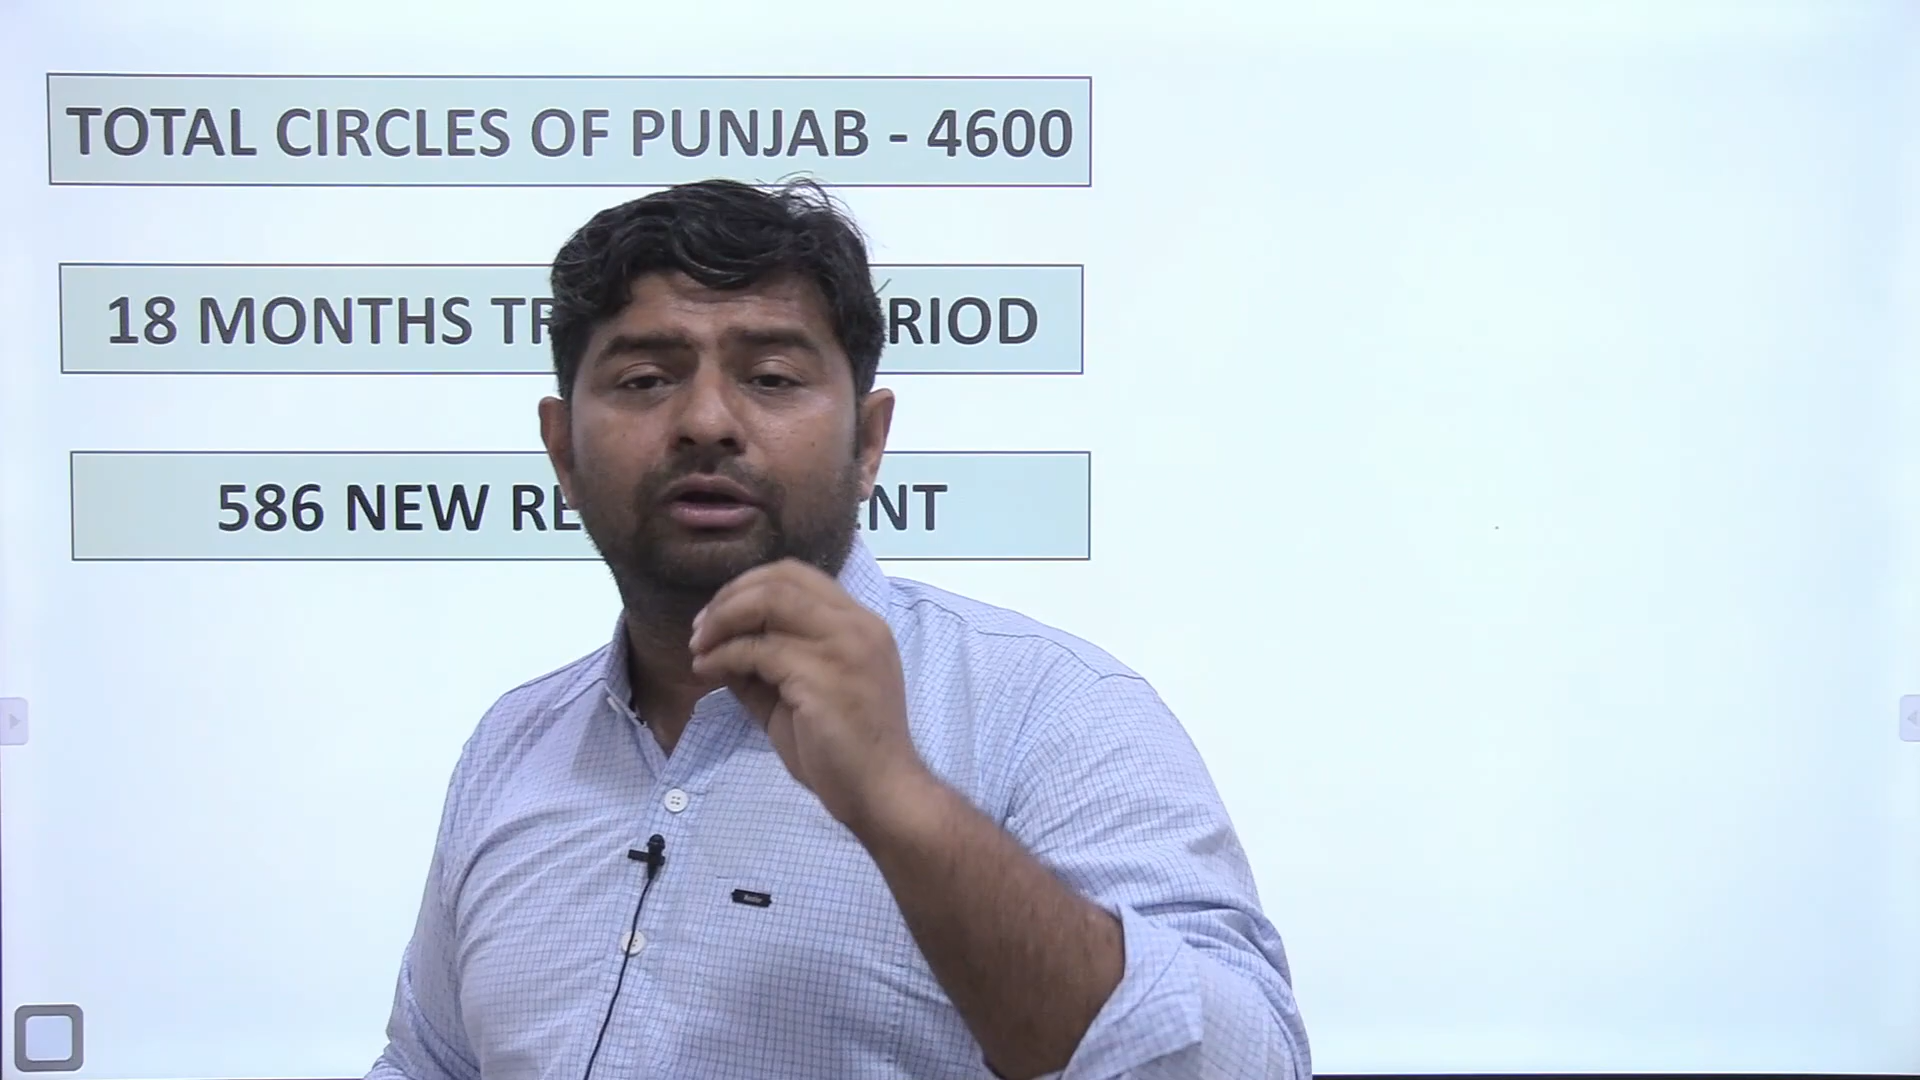 TOTAL CIRCLES OF PUNJAB - 4600
18 MONTHS TR RIOD
586 NEW RE NT